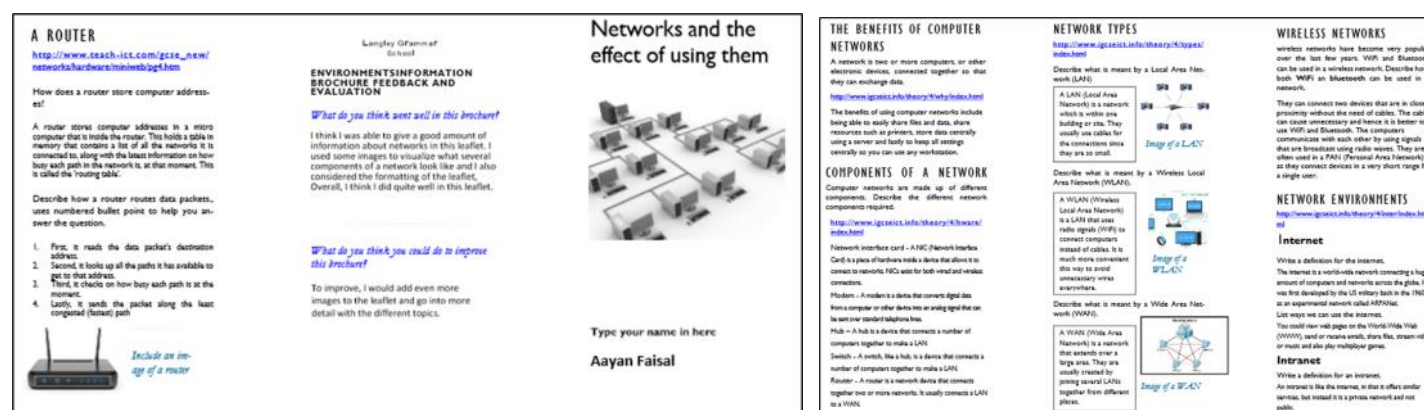 A ROUTER
http://www.teach-ict.com/gcse_new/
networks/hardware/miniweb/pg4.htm
How does a router store computer address-
es?
A router stores computer addresses in a micro
computer that is inside the router. This holds a table in
memory that contains a list of all the networks it is
connected to, along with the latest information on how
busy each path in the network is, at that moment. This
is called the 'routing table'.
Describe how a router routes data packets,
uses numbered bullet point to help you an-
swer the question.
1. First, it reads the data packet's destination
address.
2. Second, it looks up all the paths it has available to
get to that address.
3. Third, it checks on how busy each path is at the
moment.
4. Lastly, it sends the packet along the least
congested (fastest) path
Include an im-
age of a router
Langley Grammar
School
ENVIRONMENTSINFORMATION
BROCHURE FEEDBACK AND
EVALUATION
What do you think went well in this brochure?
I think I was able to give a good amount of
information about networks in this leaflet. I
used some images to visualize what several
components of a network look like and I also
considered the formatting of the leaflet,
Overall, I think I did quite well in this leaflet.
What do you think you could do to improve
this brochure?
To improve, I would add even more
images to the leaflet and go into more
detail with the different topics.
Networks and the
effect of using them
Type your name in here
Aayan Faisal
THE BENEFITS OF COMPUTER
NETWORKS
A network is two or more computers, or other
electronic devices, connected together so that
they can exchange data.
http://www.igcseict.info/theory/4/why/index.html
The benefits of using computer networks include
being able to easily share files and data, share
resources such as printers, store data centrally
using a server and lastly to keep all settings
centrally so you can use any workstation.
COMPONENTS OF A NETWORK
Computer networks are made up of different
components. Describe the different network
components required.
http://www.igcseict.info/theory/4/hware/
index.html
Network interface card - A NIC (Network Interface
Card) is a piece of hardware inside a device that allows it to
connect to networks. NICs exist for both wired and wireless
connections.
Modem - A modem is a device that converts digital data
from a computer or other device into an analog signal that can
be sent over standard telephone lines.
Hub – A hub is a device that connects a number of
computers together to make a LAN
Switch - A switch, like a hub, is a device that connects a
number of computers together to make a LAN.
Router - A router is a network device that connects
together two or more networks. It usually connects a LAN
to a WAN.
NETWORK TYPES
http://www.igcseict.info/theory/4/types/
index.html
Describe what is meant by a Local Area Net-
work (LAN)
A LAN (Local Area
Network) is a network
which is within one
building or site. They
usually use cables for
the connections since
they are so small.
Image of a LAN
Describe what is meant by a Wireless Local
Area Network (WLAN).
A WLAN (Wireless
Local Area Network)
is a LAN that uses
radio signals (WiFi) to
connect computers
instead of cables. It is
much more convenient
this way to avoid
unnecessary wires
everywhere.
Image of a
WLAN
Describe what is meant by a Wide Area Net-
work (WAN).
A WAN (Wide Area
Network) is a network
that extends over a
large area. They are
usually created by
joining several LANs
together from different
places.
Image of a WAN
WIRELESS NETWORKS
wireless networks have become very popul
over the last few years. WiFi and Bluetoot
can be used in a wireless network. Describe ho
both WiFi an bluetooth can be used in
network.
They can connect two devices that are in clos
proximity without the need of cables. The cabl
can cause unnecessary and hence it is better to
use WiFi and Bluetooth. The computers
communicate with each other by using signals
that are broadcast using radio waves. They are
often used in a PAN (Personal Area Network)
as they connect devices in a very short range f
a single user.
NETWORK ENVIRONMENTS
http://www.igcseict.info/theory/4/inter/index.ht
ml
Internet
Write a definition for the internet.
The internet is a world-wide network connecting a hug
amount of computers and networks across the globe. I
was first developed by the US military back in the 1960
as an experimental network called ARPANet.
List ways we can use the internet.
You could view web pages on the World-Wide Web
(WWW), send or receive emails, share files, stream vid
or music and also play multiplayer games.
Intranet
Write a definition for an intranet.
An intranet is like the internet, in that it offers similar
services, but instead it is a private network and not
public.